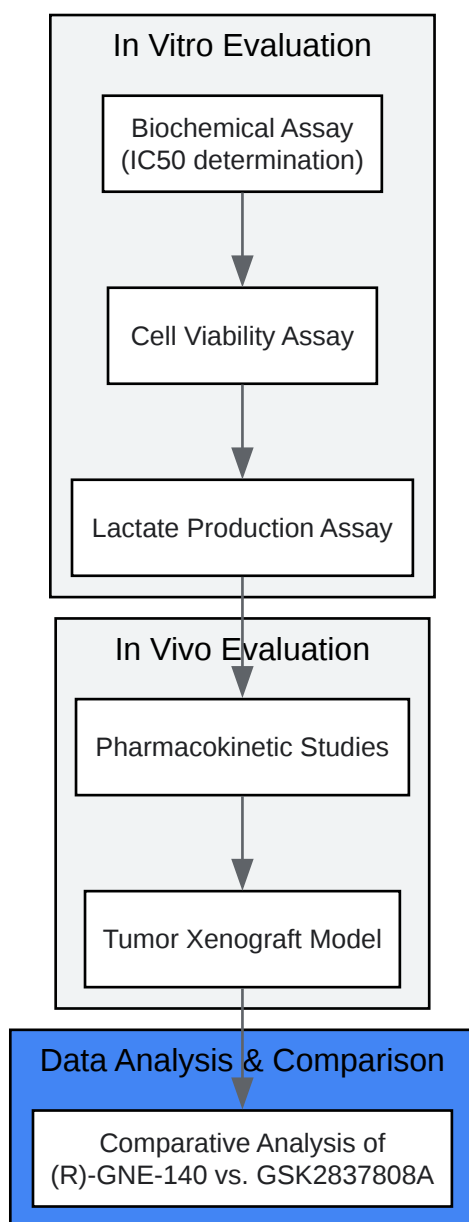 In Vitro Evaluation
Biochemical Assay
(IC50 determination)
Cell Viability Assay
Lactate Production Assay
In Vivo Evaluation
Pharmacokinetic Studies
Tumor Xenograft Model
Data Analysis & Comparison
Comparative Analysis of
(R)-GNE-140 vs. GSK2837808A